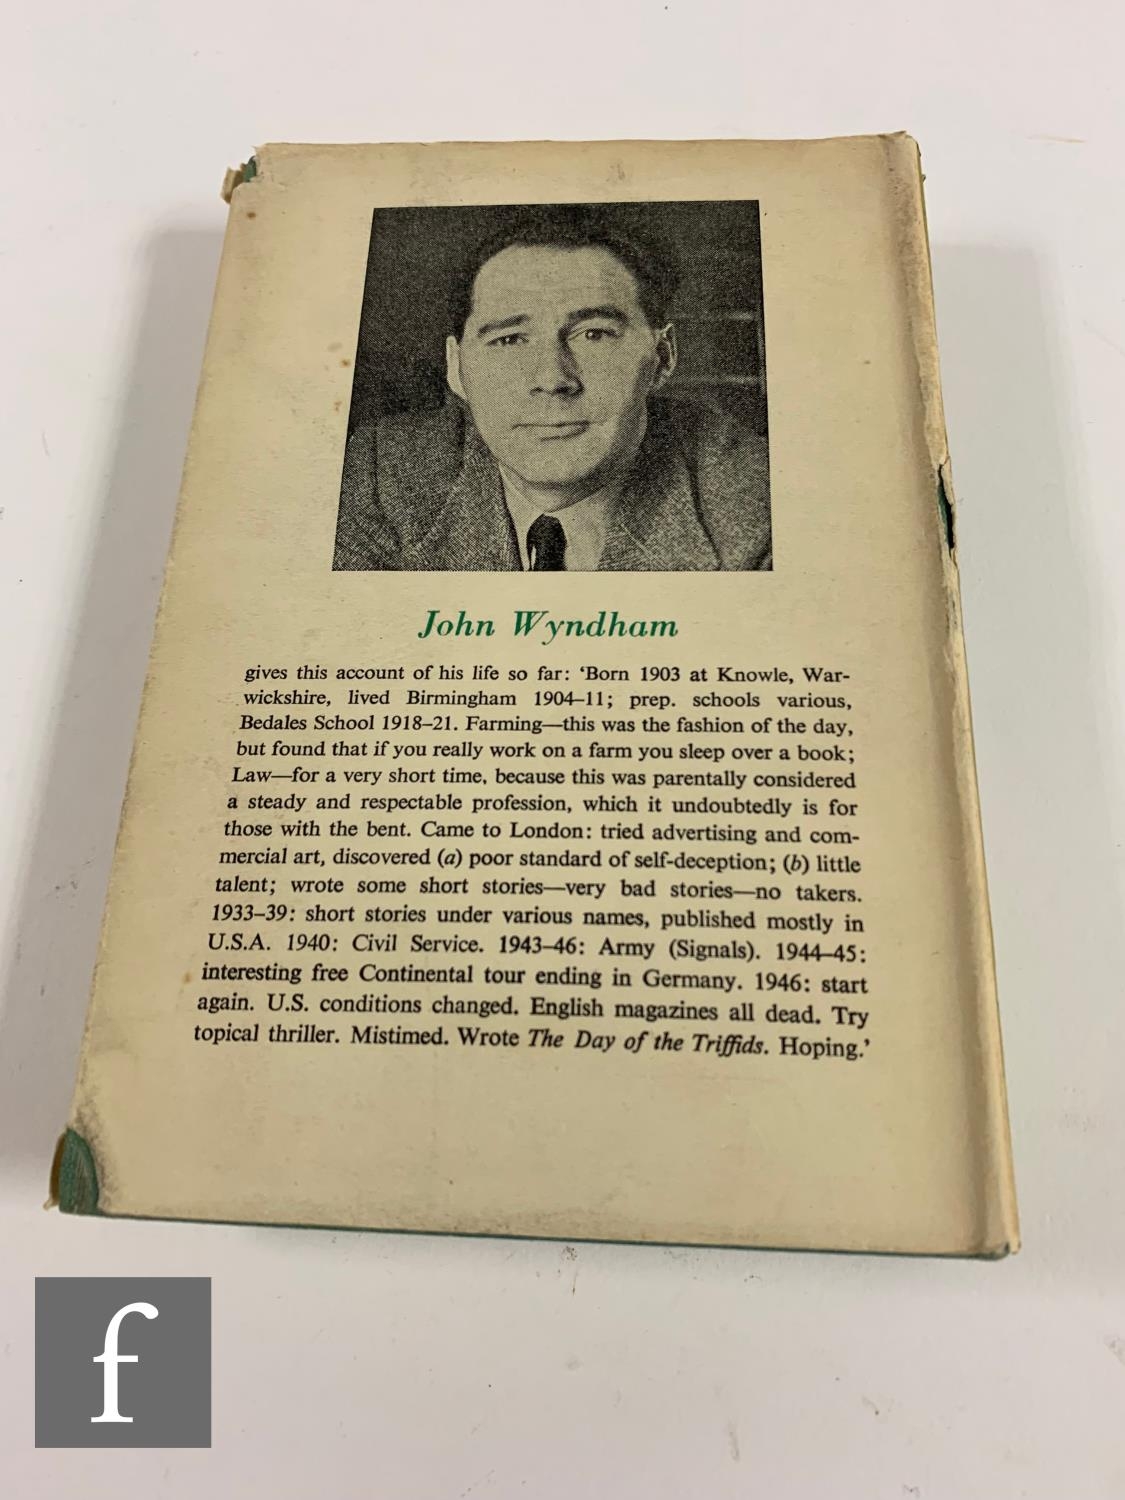 John Wyndham
gives this account of his life so far: ‘Born 1903 at Knowle, War-
wickshire, lived Birmingham 1904–11; prep. schools various,
Bedales School 1918–21. Farming—this was the fashion of the day,
but found that if you really work on a farm you sleep over a book;
Law—for a very short time, because this was parentally considered
a steady and respectable profession, which it undoubtedly is for
those with the bent. Came to London: tried advertising and com-
mercial art, discovered (a) poor standard of self-deception; (b) little
talent; wrote some short stories—very bad stories—no takers.
1933–39: short stories under various names, published mostly in
U.S.A. 1940: Civil Service. 1943–46: Army (Signals). 1944–45:
interesting free Continental tour ending in Germany. 1946: start
again. U.S. conditions changed. English magazines all dead. Try
topical thriller. Mistimed. Wrote The Day of the Triffids. Hoping.’
f